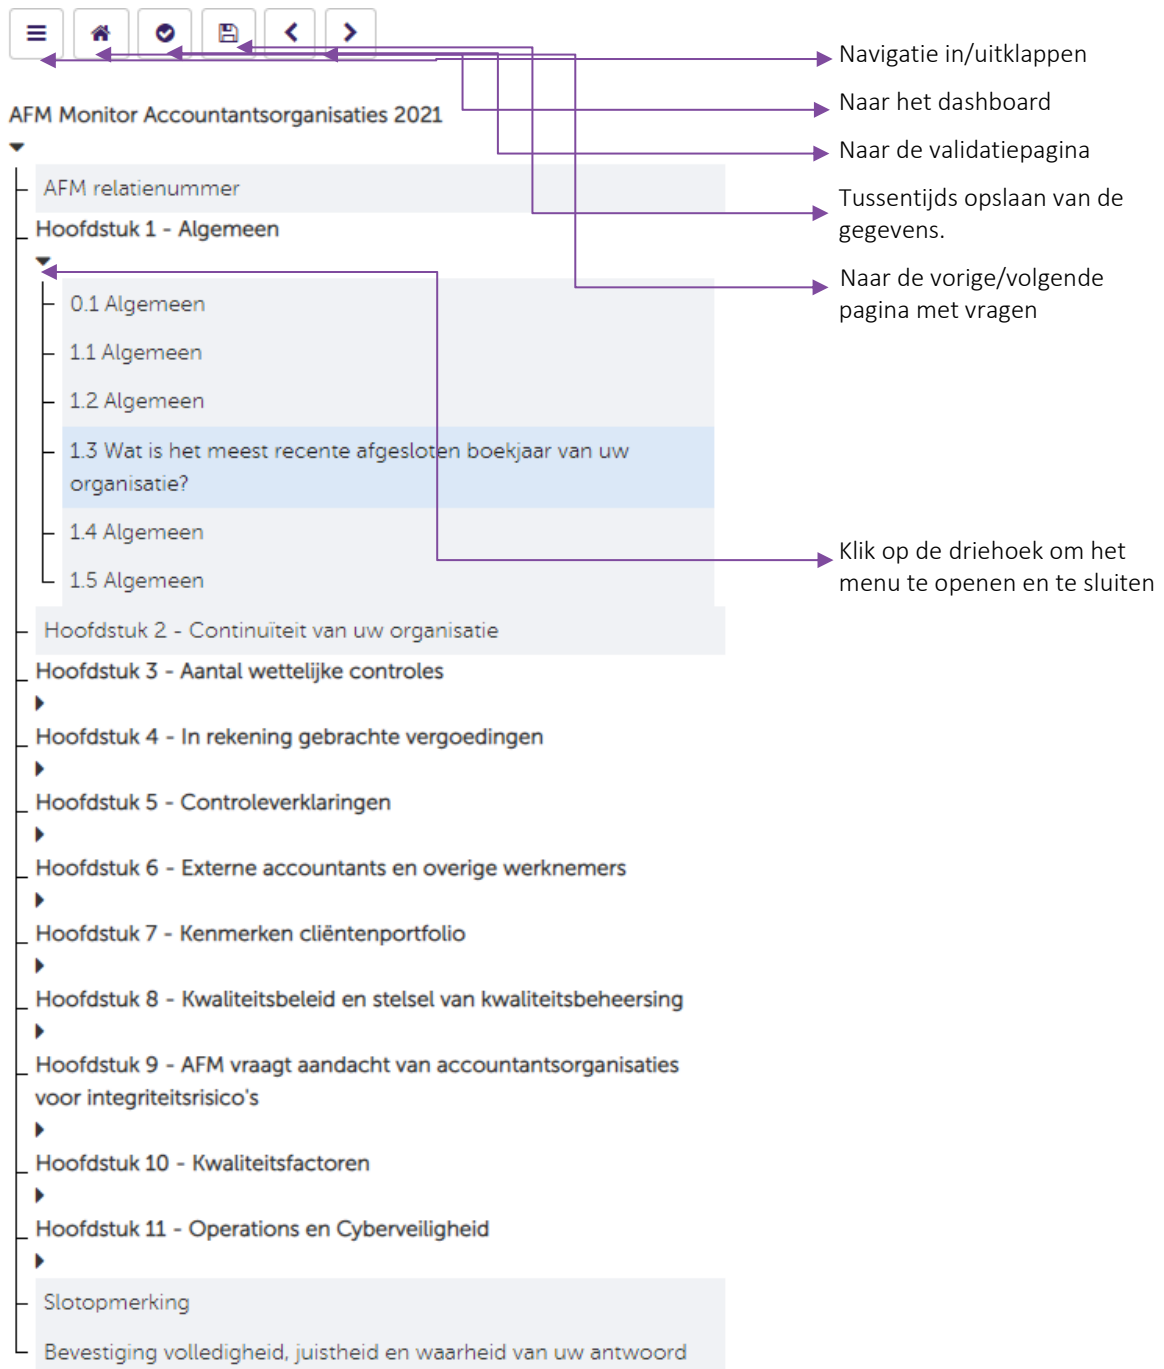 Navigatie in/uitklappen
Naar het dashboard
AFM Monitor Accountantsorganisaties 2021
Naar de validatiepagina
AFM relatienummer
Tussentijds opslaan van de
gegevens.
Hoofdstuk 1 - Algemeen
Naar de vorige/volgende
pagina met vragen
0.1 Algemeen
1.1 Algemeen
1.2 Algemeen
1.3 Wat is het meest recente afgesloten boekjaar van uw
organisatie?
1.4 Algemeen
Klik op de driehoek om het
menu te openen en te sluiten
1.5 Algemeen
Hoofdstuk 2 - Continuïteit van uw organisatie
Hoofdstuk 3 - Aantal wettelijke controles
Hoofdstuk 4 - In rekening gebrachte vergoedingen
Hoofdstuk 5 - Controleverklaringen
Hoofdstuk 6 - Externe accountants en overige werknemers
Hoofdstuk 7 - Kenmerken cliëntenportfolio
Hoofdstuk 8 - Kwaliteitsbeleid en stelsel van kwaliteitsbeheersing
Hoofdstuk 9 - AFM vraagt aandacht van accountantsorganisaties
voor integriteitsrisico's
Hoofdstuk 10 - Kwaliteitsfactoren
Hoofdstuk 11 - Operations en Cyberveiligheid
Slotopmerking
Bevestiging volledigheid, juistheid en waarheid van uw antwoord